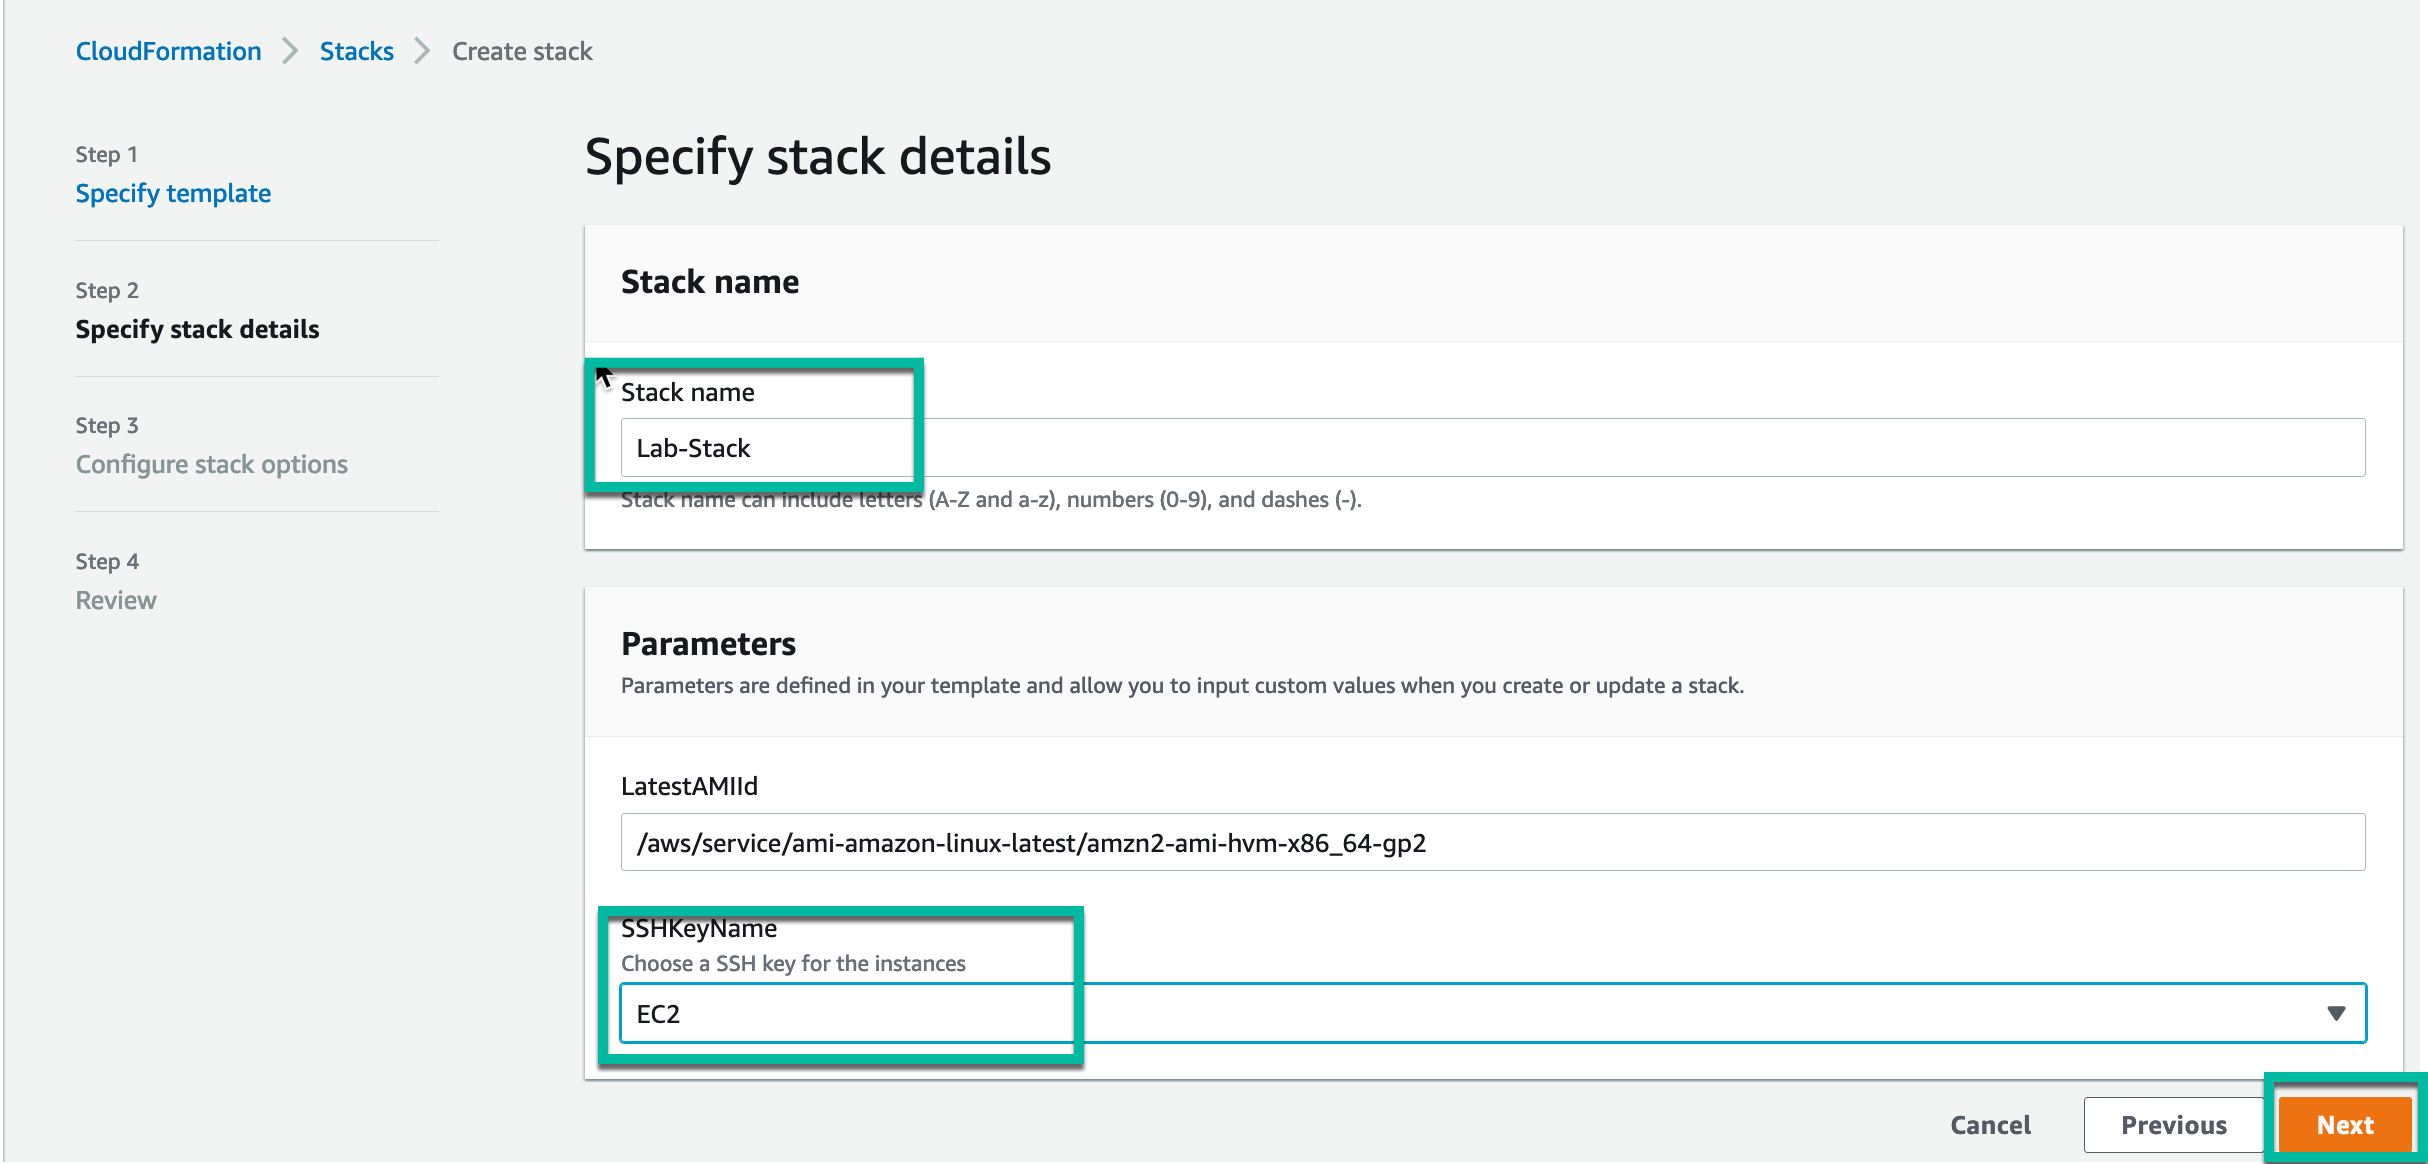 CloudFormation > Stacks > Create stack
Step 1
Specify template
Step 2
Specify stack details
Step 3
Configure stack options
Step 4
Review
Specify stack details
Stack name
Stack name
Lab-Stack
Stack name can include letters (A-Z and a-z), numbers (0-9), and dashes (-).
Parameters
Parameters are defined in your template and allow you to input custom values when you create or update a stack.
LatestAMIId
/aws/service/ami-amazon-linux-latest/amzn2-ami-hvm-x86_64-gp2
SSHKeyName
Choose a SSH key for the instances
EC2
Cancel Previous Next